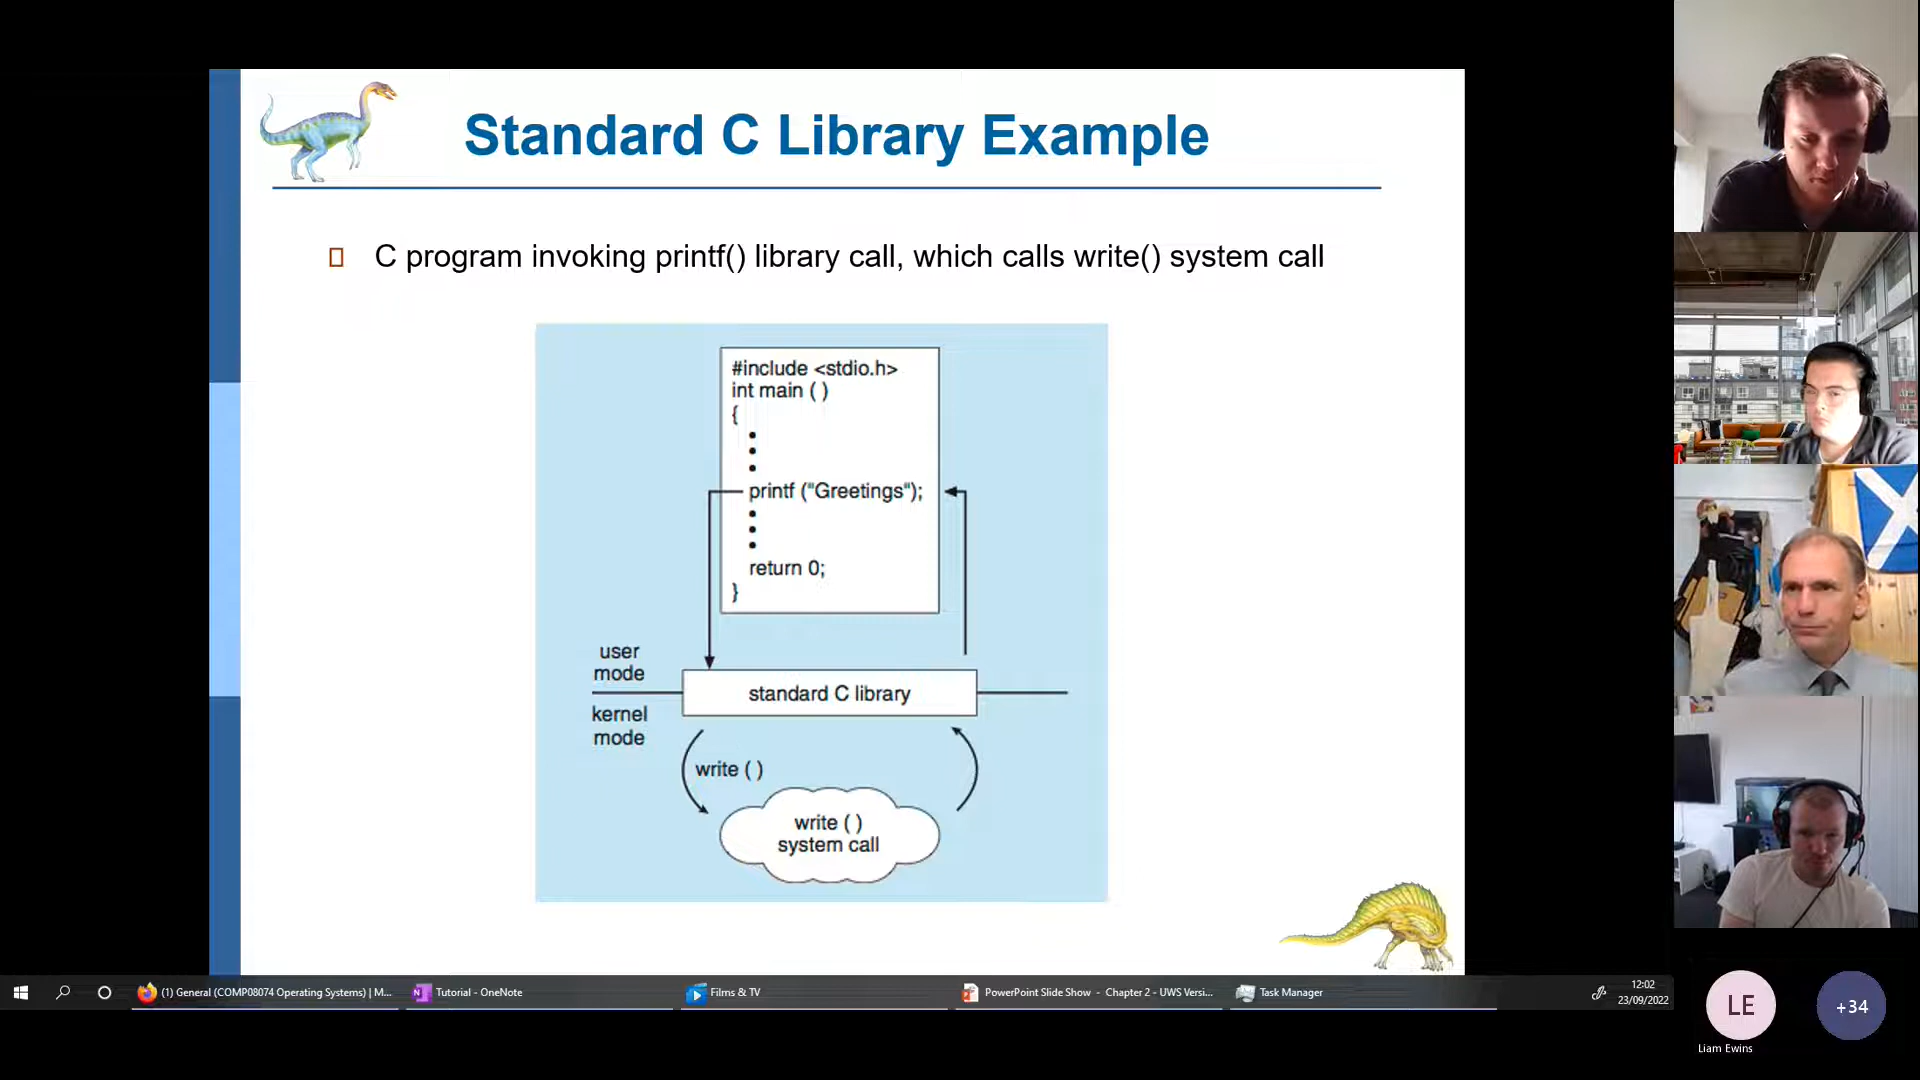 Standard C Library Example
C program invoking printf() library call, which calls write() system call
#include <stdio.h>
int main ( )
{
printf ("Greetings");
return 0;
}
user
mode
standard C library
kernel
mode
write ( )
write ( )
system call
(1) General (COMP08074 Operating Systems) | M...
Tutorial - OneNote
Films & TV
PowerPoint Slide Show - Chapter 2 - UWS Versi...
Task Manager
12:02
23/09/2022
LE
+34
Liam Ewins